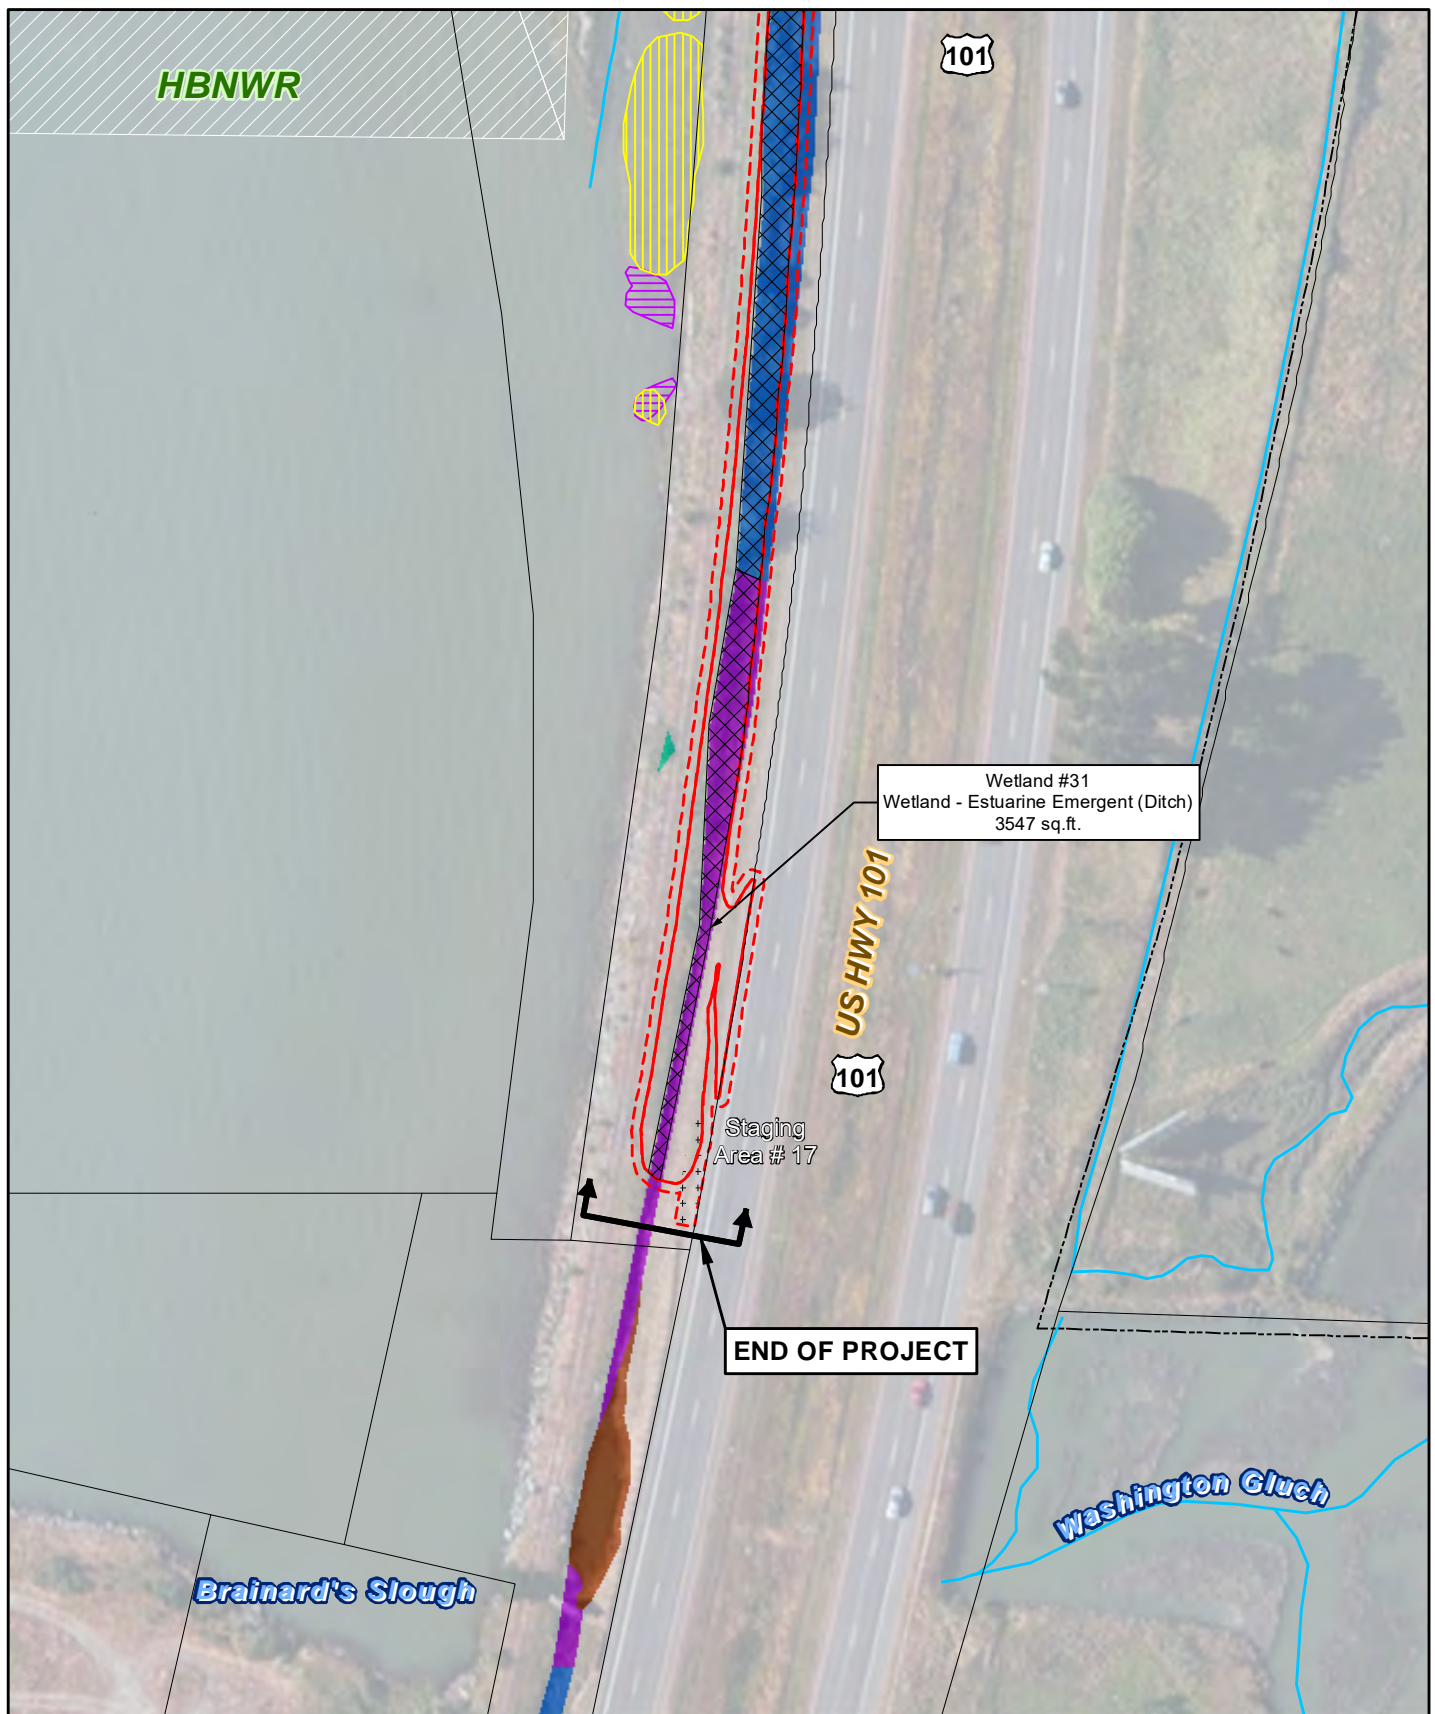 HBNWR
101
Wetland #31
Wetland - Estuarine Emergent (Ditch)
3547 sq.ft.
US HWY 101
101
Staging
Area # 17
END OF PROJECT
Washington Gluch
Brainard's Slough